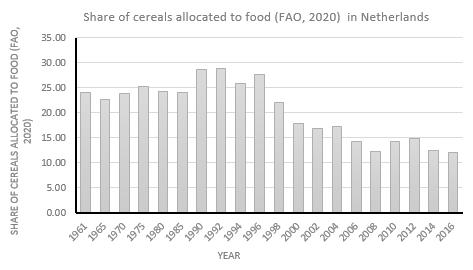 Share of cereals allocated to food (FAO, 2020)  in Netherlands
SHARE OF CEREALS ALLOCATED TO FOOD (FAO,
2020)
35.00
30.00
25.00
20.00
15.00
10.00
5.00
0.00
1961 1965 1970 1975 1980 1985 1990 1992 1994 1996 1998 2000 2002 2004 2006 2008 2010 2012 2014 2016
YEAR